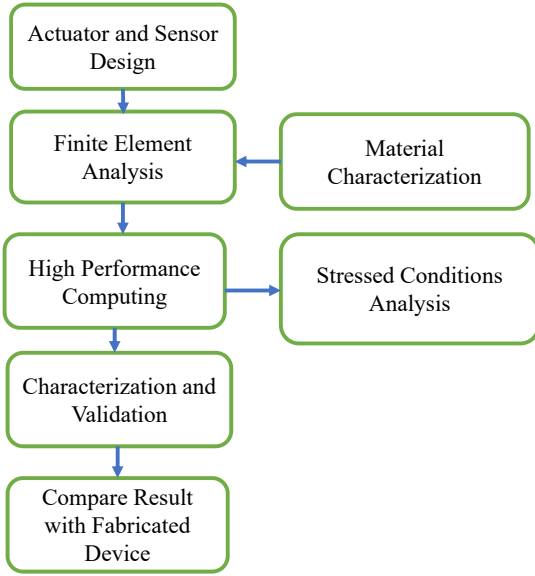 Actuator and Sensor
Design
Finite Element
Analysis
Material
Characterization
High Performance
Computing
Stressed Conditions
Analysis
Characterization and
Validation
Compare Result
with Fabricated
Device